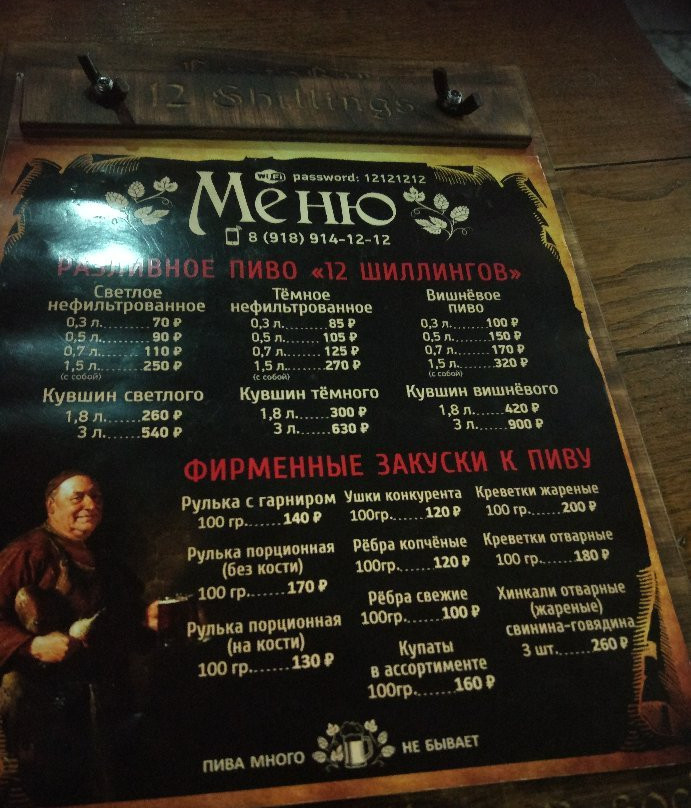 12 Shillings
WiFi password: 12121212
Меню
8 (918) 914-12-12
РАЗЛИВНОЕ ПИВО «12 ШИЛЛИНГОВ»
Светлое
нефильтрованное
0,3 л.......70 ₽
0,5 л.......90 ₽
0,7 л.......110 ₽
1,5 л.......250 ₽
(с собой)
Тёмное
нефильтрованное
0,3 л.......85 ₽
0,5 л.......105 ₽
0,7 л.......125 ₽
1,5 л.......270 ₽
(с собой)
Вишнёвое
пиво
0,3 л.......100 ₽
0,5 л.......150 ₽
0,7 л.......170 ₽
1,5 л.......320 ₽
(с собой)
Кувшин светлого
1,8 л.......260 ₽
3 л.......540 ₽
Кувшин тёмного
1,8 л.......300 ₽
3 л.......630 ₽
Кувшин вишнёвого
1,8 л.......420 ₽
3 л.......900 ₽
ФИРМЕННЫЕ ЗАКУСКИ К ПИВУ
Рулька с гарниром
100 гр.......140 ₽
Рулька порционная
(без кости)
100 гр.......170 ₽
Рулька порционная
(на кости)
100 гр.......130 ₽
Ушки конкурента
100гр.......120 ₽
Рёбра копчёные
100гр.......120 ₽
Рёбра свежие
100гр.......100 ₽
Купаты
в ассортименте
100гр.......160 ₽
Креветки жареные
100 гр.......200 ₽
Креветки отварные
100 гр.......180 ₽
Хинкали отварные
(жареные)
свинина-говядина
3 шт.......260 ₽
ПИВА МНОГО НЕ БЫВАЕТ